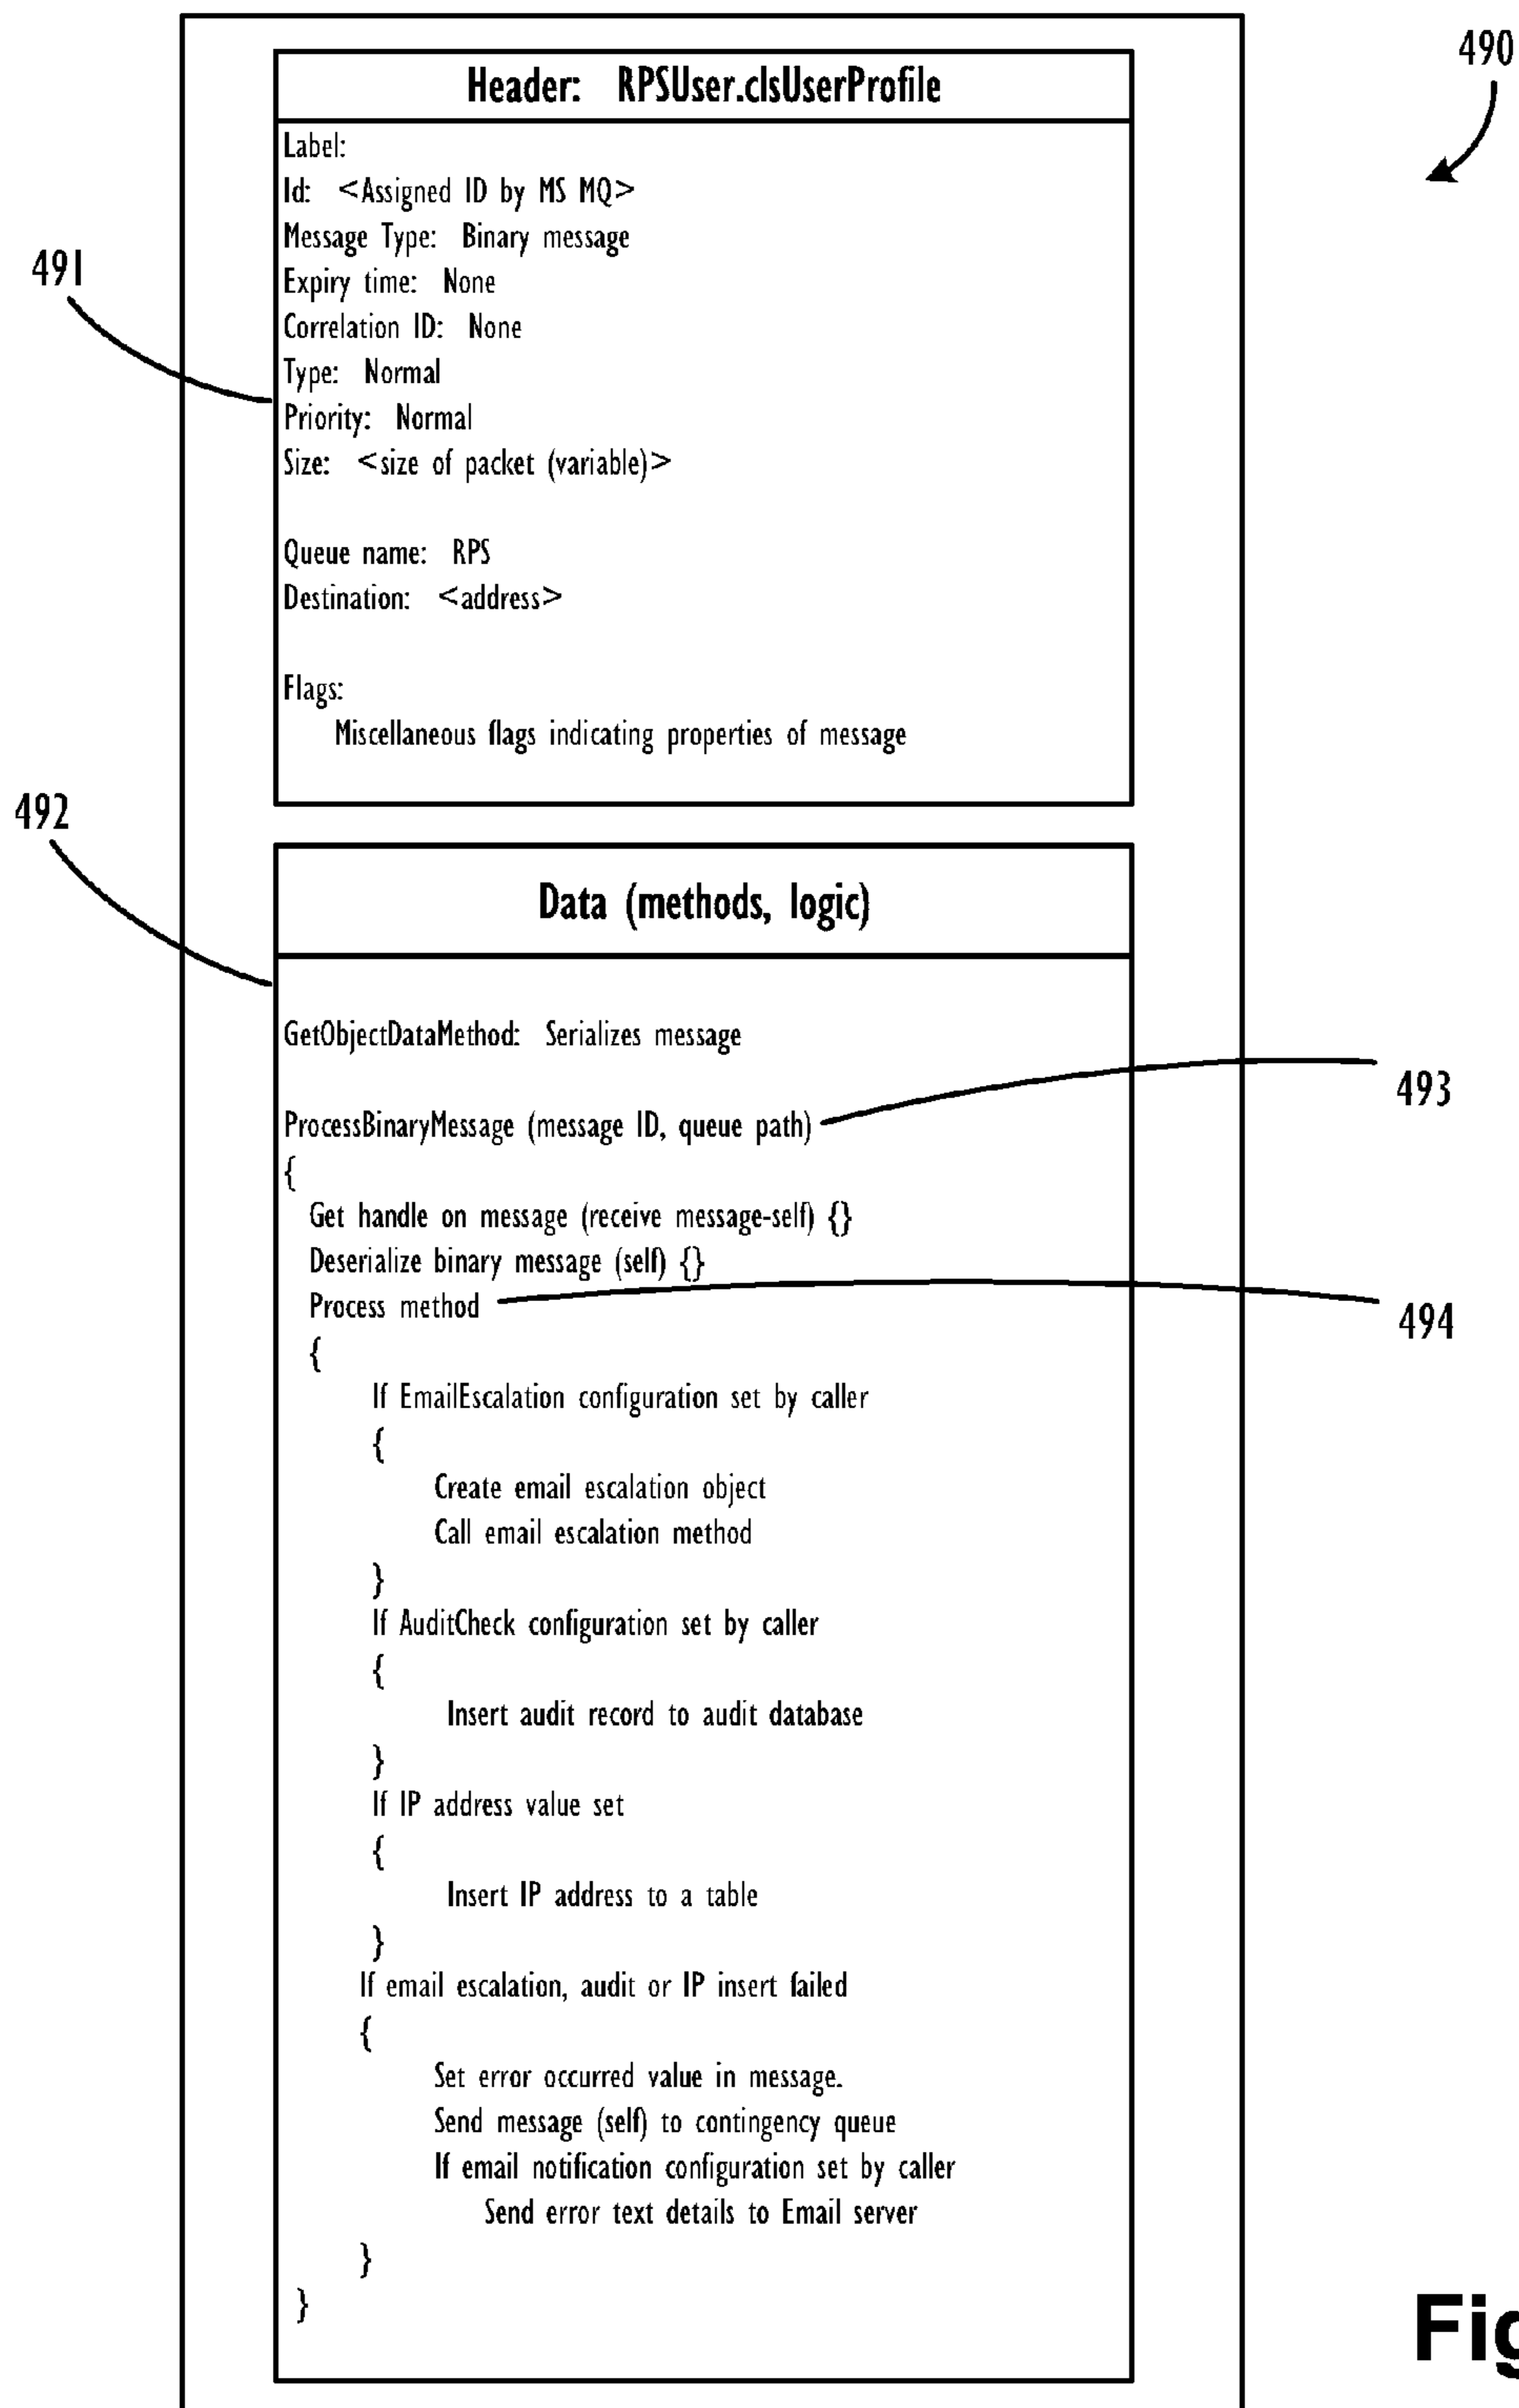 490
Header: RPSUser.clsUserProfile
Label:
Id: <Assigned ID by MS MQ>
Message Type: Binary message
491
Expiry time: None
Correlation ID: None
Type: Normal
Priority: Normal
Size: <size of packet (variable)>
Queue name: RPS
Destination: <address>
Flags:
Miscellaneous flags indicating properties of message
492
Data (methods, logic)
GetObjectDataMethod: Serializes message
493
ProcessBinaryMessage (message ID, queue path)
{
Get handle on message (receive message-self) {}
Deserialize binary message (self) {}
Process method
494
{
If EmailEscalation configuration set by caller
{
Create email escalation object
Call email escalation method
}
If AuditCheck configuration set by caller
{
Insert audit record to audit database
}
If IP address value set
{
Insert IP address to a table
}
If email escalation, audit or IP insert failed
{
Set error occurred value in message.
Send message (self) to contingency queue
If email notification configuration set by caller
Send error text details to Email server
}
}